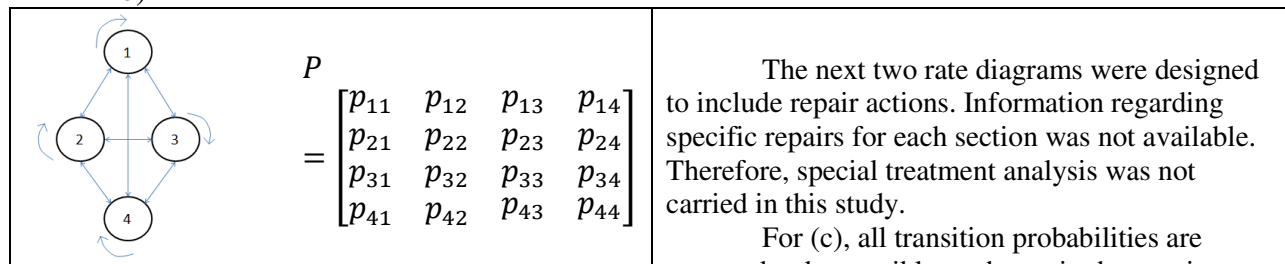 1
2
3
4
P
= [p11 p12 p13 p14
p21 p22 p23 p24
p31 p32 p33 p34
p41 p42 p43 p44]
The next two rate diagrams were designed
to include repair actions. Information regarding
specific repairs for each section was not available.
Therefore, special treatment analysis was not
carried in this study.
For (c), all transition probabilities are